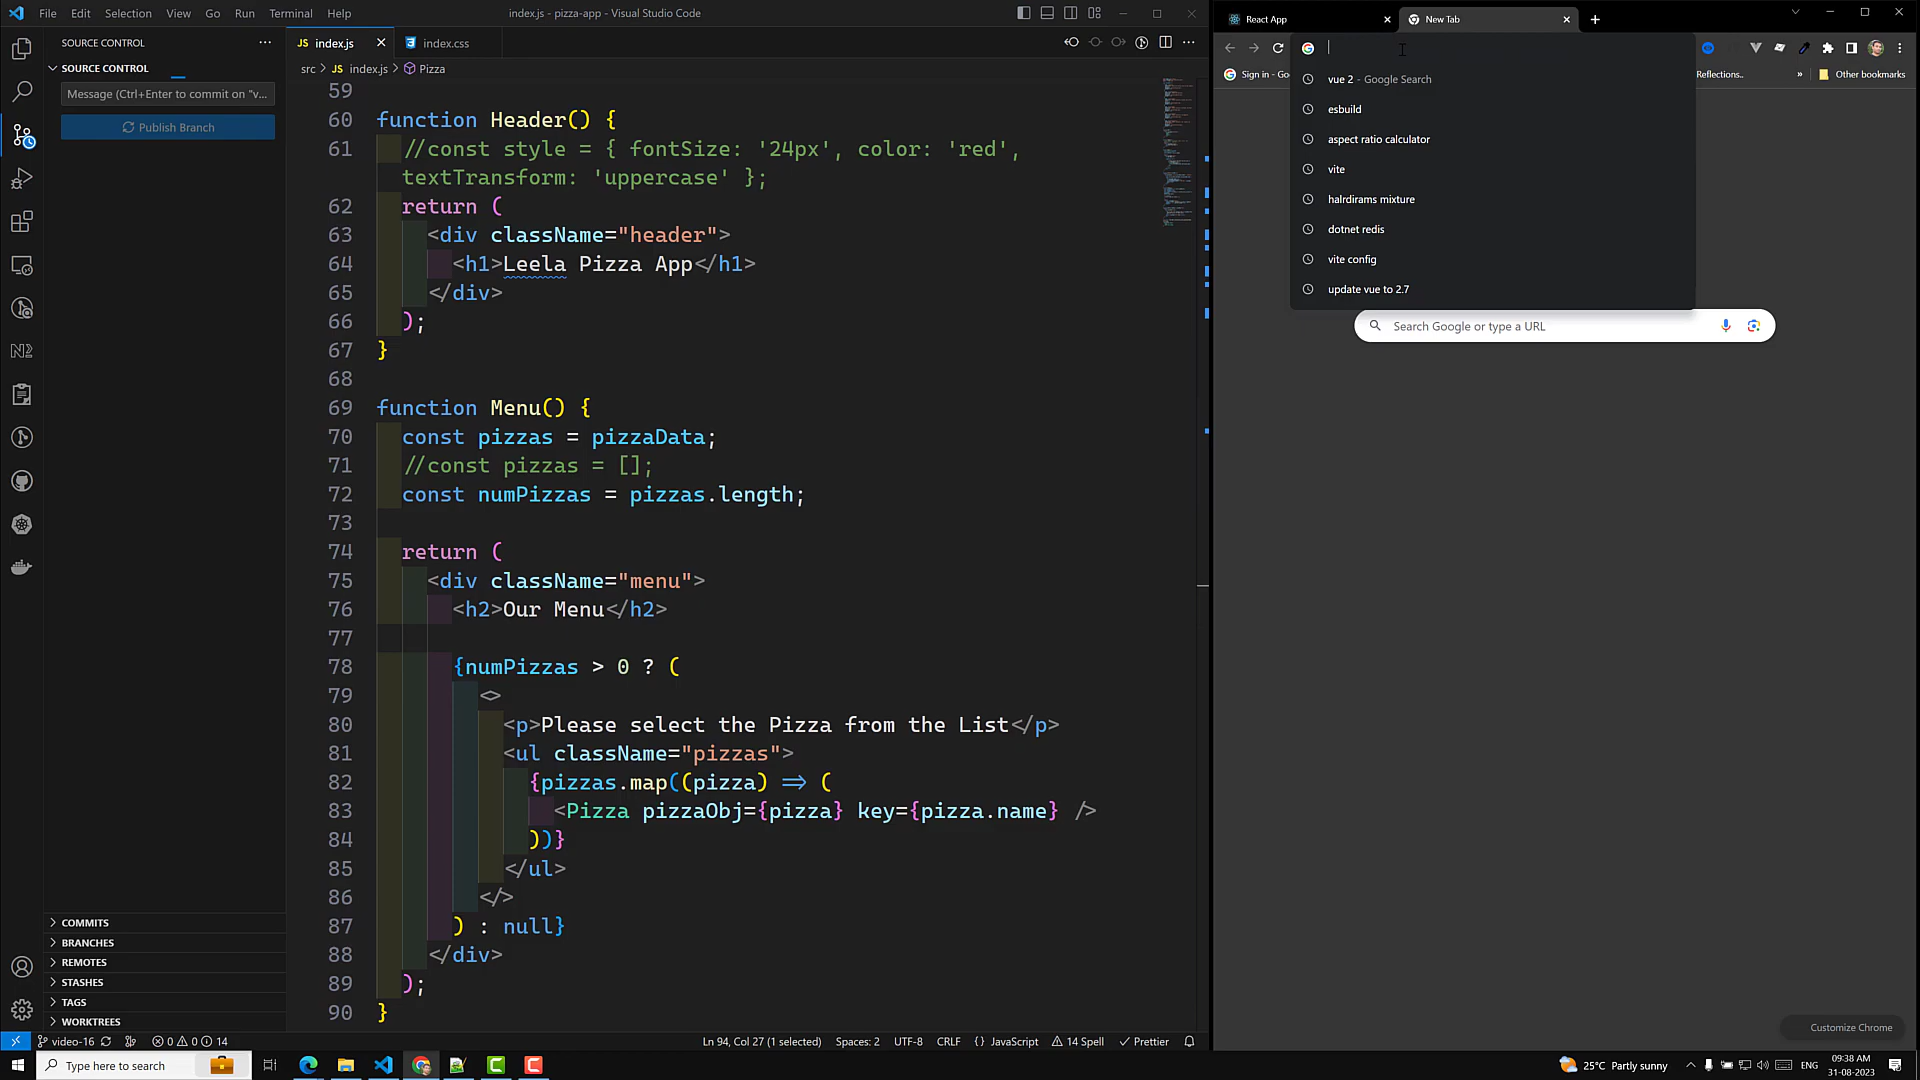 File Edit Selection View Go Run Terminal Help
index.js - pizza-app - Visual Studio Code
SOURCE CONTROL
SOURCE CONTROL
Message (Ctrl+Enter to commit on "v...
Publish Branch
COMMITS
BRANCHES
REMOTES
STASHES
TAGS
WORKTREES
JS index.js
index.css
src > JS index.js > Pizza
59
60 function Header() {
61 //const style = { fontSize: '24px', color: 'red',
textTransform: 'uppercase' };
62 return (
63 <div className="header">
64 <h1>Leela Pizza App</h1>
65 </div>
66 );
67 }
68
69 function Menu() {
70 const pizzas = pizzaData;
71 //const pizzas = [];
72 const numPizzas = pizzas.length;
73
74 return (
75 <div className="menu">
76 <h2>Our Menu</h2>
77
78 {numPizzas > 0 ? (
79 <>
80 <p>Please select the Pizza from the List</p>
81 <ul className="pizzas">
82 {pizzas.map((pizza) => (
83 <Pizza pizzaObj={pizza} key={pizza.name} />
84 ))}
85 </ul>
86 </>
87 ) : null}
88 </div>
89 );
90 }
video-16 0 0 14
Ln 94, Col 27 (1 selected) Spaces: 2 UTF-8 CRLF {} JavaScript 14 Spell Prettier
React App
New Tab
Sign in - Goo
Reflections..
»
Other bookmarks
vue 2 - Google Search
esbuild
aspect ratio calculator
vite
halrdirams mixture
dotnet redis
vite config
update vue to 2.7
Search Google or type a URL
Customize Chrome
Type here to search
25°C Partly sunny
ENG
09:38 AM
31-08-2023